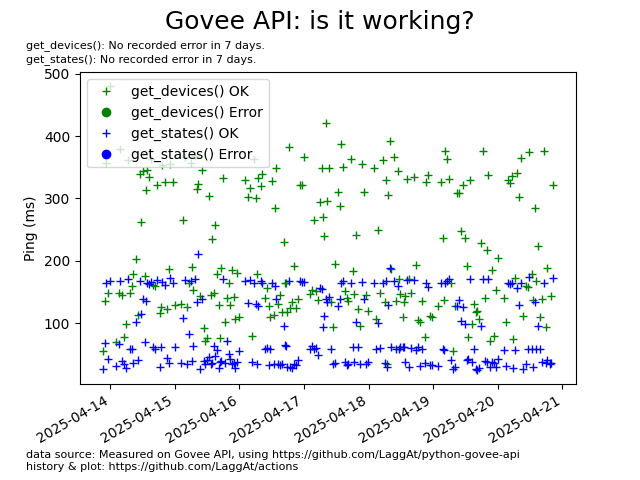 Govee API: is it working?
get_devices(): No recorded error in 7 days.
get_states(): No recorded error in 7 days.
500
400
300
200
100
Ping (ms)
get_devices() OK
get_devices() Error
get_states() OK
get_states() Error
2025-04-14
2025-04-15
2025-04-16
2025-04-17
2025-04-18
2025-04-19
2025-04-20
2025-04-21
data source: Measured on Govee API, using https://github.com/LaggAt/python-govee-api
history & plot: https://github.com/LaggAt/actions